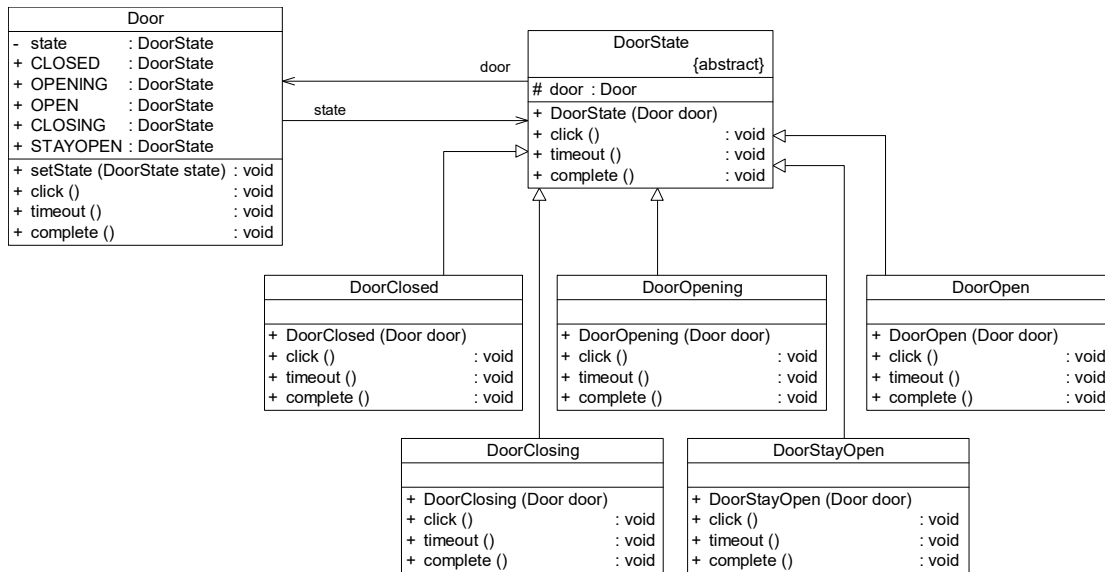 Door
- state : DoorState
+ CLOSED : DoorState
+ OPENING : DoorState
+ OPEN : DoorState
+ CLOSING : DoorState
+ STAYOPEN : DoorState
+ setState (DoorState state) : void
+ click () : void
+ timeout () : void
+ complete () : void
door
state
DoorState
{abstract}
# door : Door
+ DoorState (Door door)
+ click () : void
+ timeout () : void
+ complete () : void
DoorClosed
+ DoorClosed (Door door)
+ click () : void
+ timeout () : void
+ complete () : void
DoorOpening
+ DoorOpening (Door door)
+ click () : void
+ timeout () : void
+ complete () : void
DoorOpen
+ DoorOpen (Door door)
+ click () : void
+ timeout () : void
+ complete () : void
DoorClosing
+ DoorClosing (Door door)
+ click () : void
+ timeout () : void
+ complete () : void
DoorStayOpen
+ DoorStayOpen (Door door)
+ click () : void
+ timeout () : void
+ complete () : void